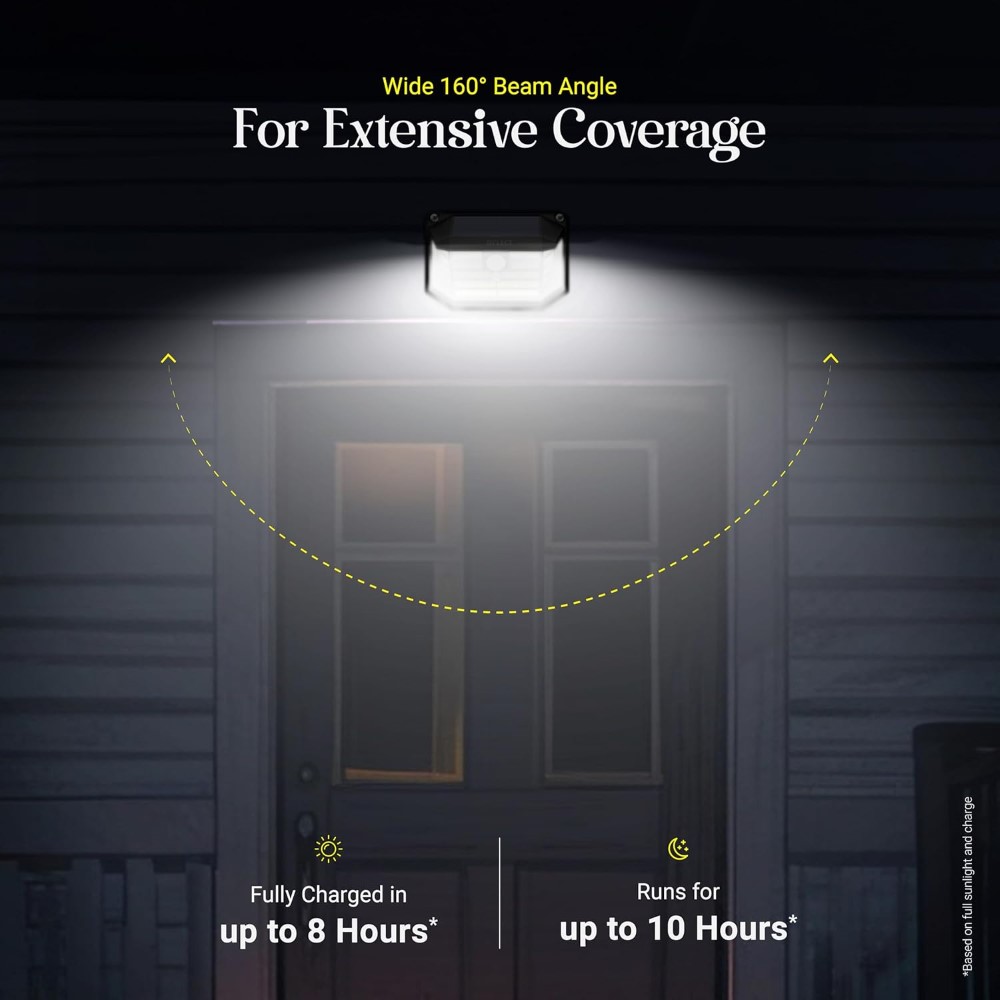 Wide 160° Beam Angle
For Extensive Coverage
Fully Charged in
up to 8 Hours*
Runs for
up to 10 Hours*
*Based on full sunlight and charge